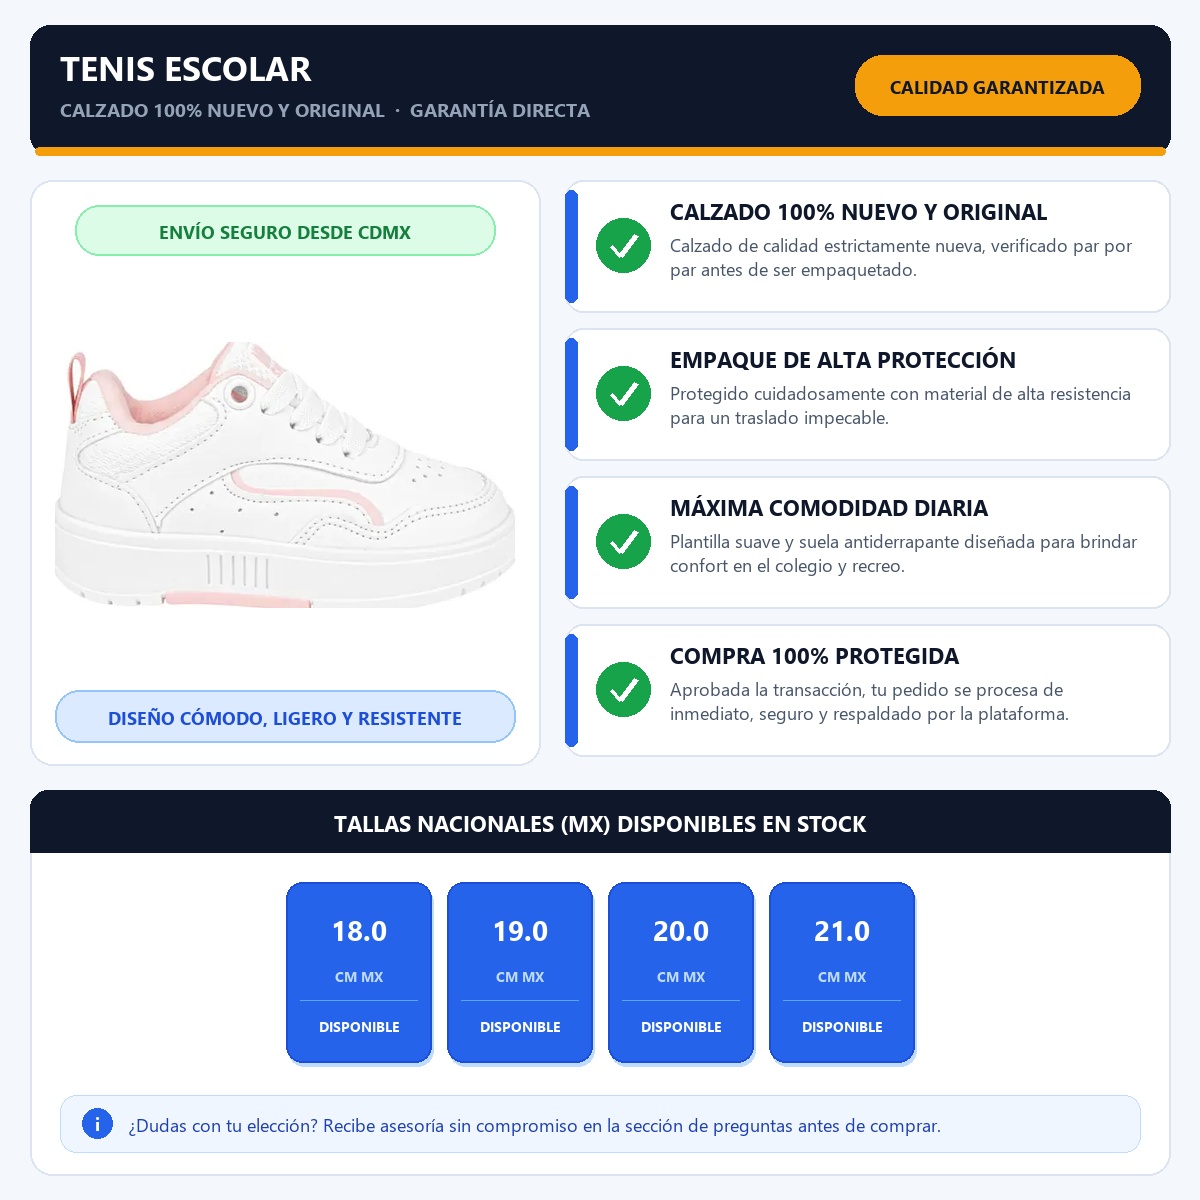 TENIS ESCOLAR
CALZADO 100% NUEVO Y ORIGINAL · GARANTÍA DIRECTA
CALIDAD GARANTIZADA
ENVÍO SEGURO DESDE CDMX
DISEÑO CÓMODO, LIGERO Y RESISTENTE
CALZADO 100% NUEVO Y ORIGINAL
Calzado de calidad estrictamente nueva, verificado par por
par antes de ser empaquetado.
EMPAQUE DE ALTA PROTECCIÓN
Protegido cuidadosamente con material de alta resistencia
para un traslado impecable.
MÁXIMA COMODIDAD DIARIA
Plantilla suave y suela antiderrapante diseñada para brindar
confort en el colegio y recreo.
COMPRA 100% PROTEGIDA
Aprobada la transacción, tu pedido se procesa de
inmediato, seguro y respaldado por la plataforma.
TALLAS NACIONALES (MX) DISPONIBLES EN STOCK
18.0
CM MX
DISPONIBLE
19.0
CM MX
DISPONIBLE
20.0
CM MX
DISPONIBLE
21.0
CM MX
DISPONIBLE
¿Dudas con tu elección? Recibe asesoría sin compromiso en la sección de preguntas antes de comprar.